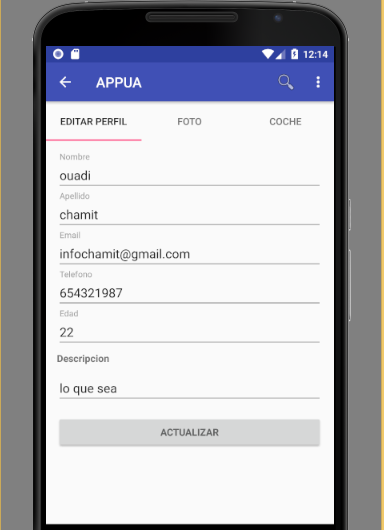 12:14
APPUA
EDITAR PERFIL FOTO COCHE
Nombre
ouadi
Apellido
chamit
Email
infochamit@gmail.com
Telefono
654321987
Edad
22
Descripcion
lo que sea
ACTUALIZAR